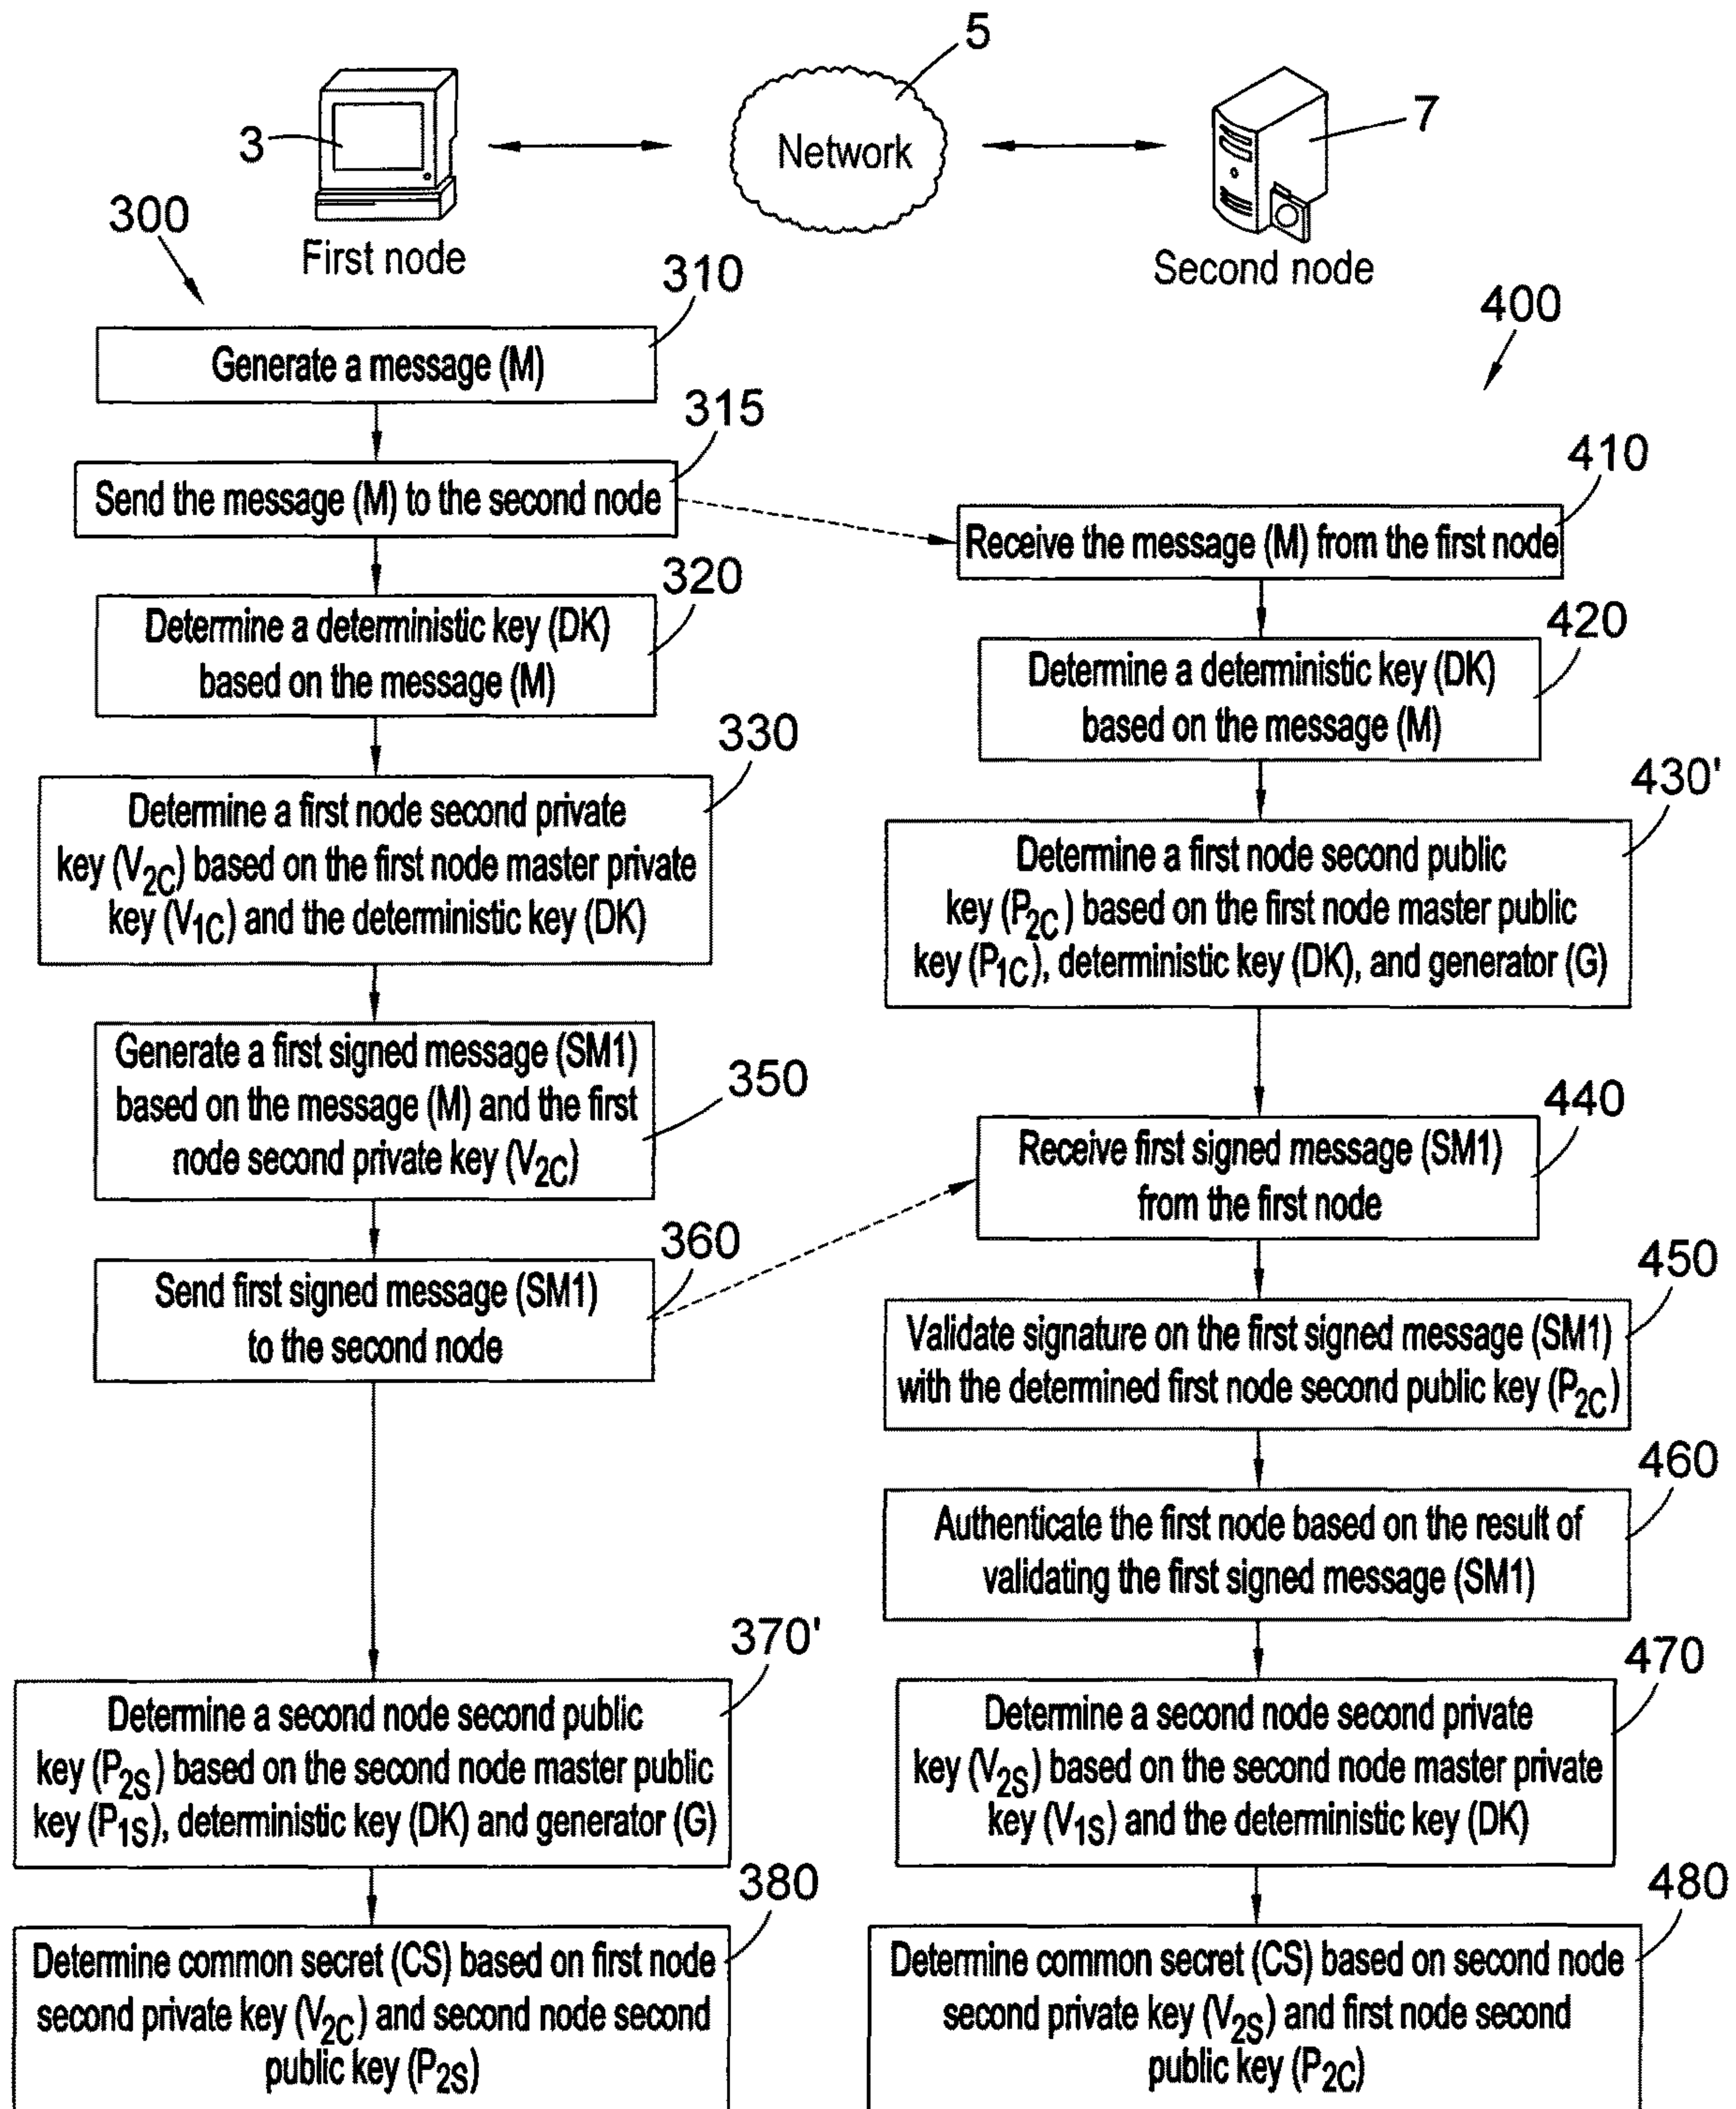 5
3
Network
7
First node
Second node
300
400
310
Generate a message (M)
315
Send the message (M) to the second node
320
Determine a deterministic key (DK)
based on the message (M)
330
Determine a first node second private
key (V2C) based on the first node master private
key (V1C) and the deterministic key (DK)
350
Generate a first signed message (SM1)
based on the message (M) and the first
node second private key (V2C)
360
Send first signed message (SM1)
to the second node
370'
Determine a second node second public
key (P2S) based on the second node master public
key (P1S), deterministic key (DK) and generator (G)
380
Determine common secret (CS) based on first node
second private key (V2C) and second node second
public key (P2S)
410
Receive the message (M) from the first node
420
Determine a deterministic key (DK)
based on the message (M)
430'
Determine a first node second public
key (P2C) based on the first node master public
key (P1C), deterministic key (DK), and generator (G)
440
Receive first signed message (SM1)
from the first node
450
Validate signature on the first signed message (SM1)
with the determined first node second public key (P2C)
460
Authenticate the first node based on the result of
validating the first signed message (SM1)
470
Determine a second node second private
key (V2S) based on the second node master private
key (V1S) and the deterministic key (DK)
480
Determine common secret (CS) based on second node
second private key (V2S) and first node second
public key (P2C)